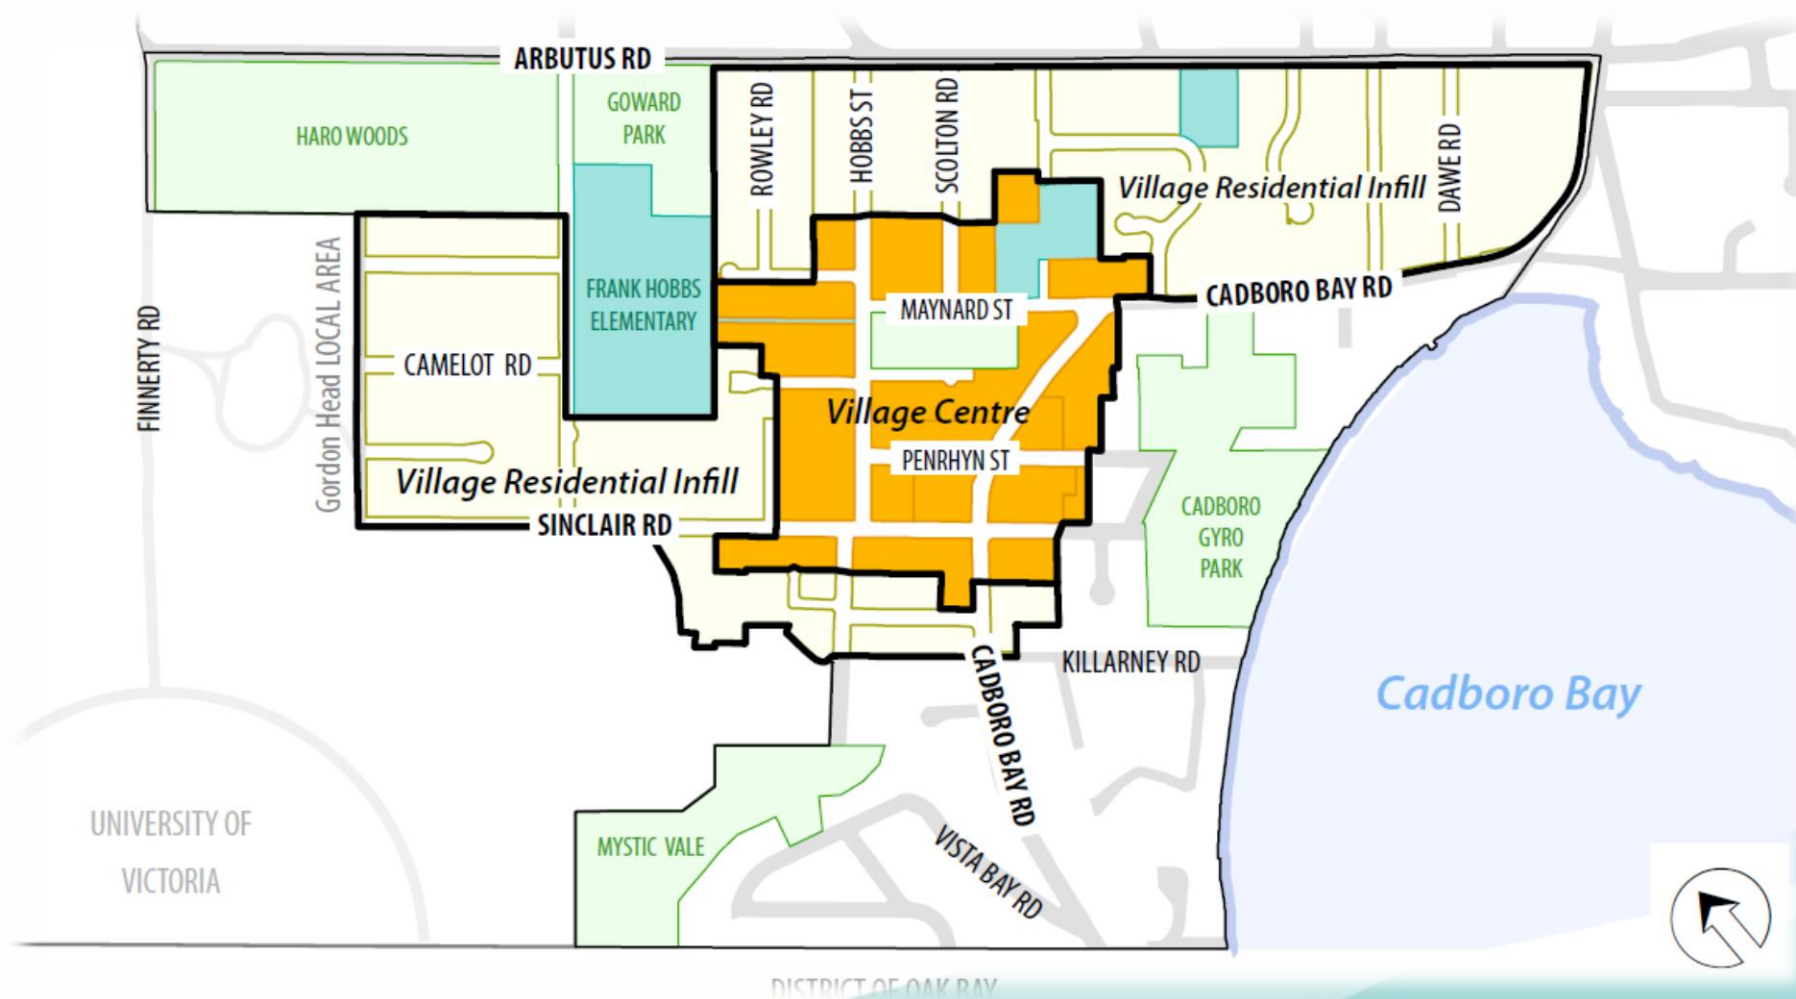 ARBUTUS RD
GOWARD
PARK
HARO WOODS
ROWLEY RD
HOBBS ST
SCOLTON RD
DAWE RD
Village Residential Infill
Gordon Head LOCAL AREA
FINNERTY RD
FRANK HOBBS
ELEMENTARY
CADBORO BAY RD
MAYNARD ST
CAMELOT RD
Village Centre
PENRHYN ST
Village Residential Infill
SINCLAIR RD
CADBORO
GYRO
PARK
KILLARNEY RD
CADBORO BAY RD
Cadboro Bay
UNIVERSITY OF
VICTORIA
MYSTIC VALE
VISTA BAY RD
DISTRICT OF OAK BAY